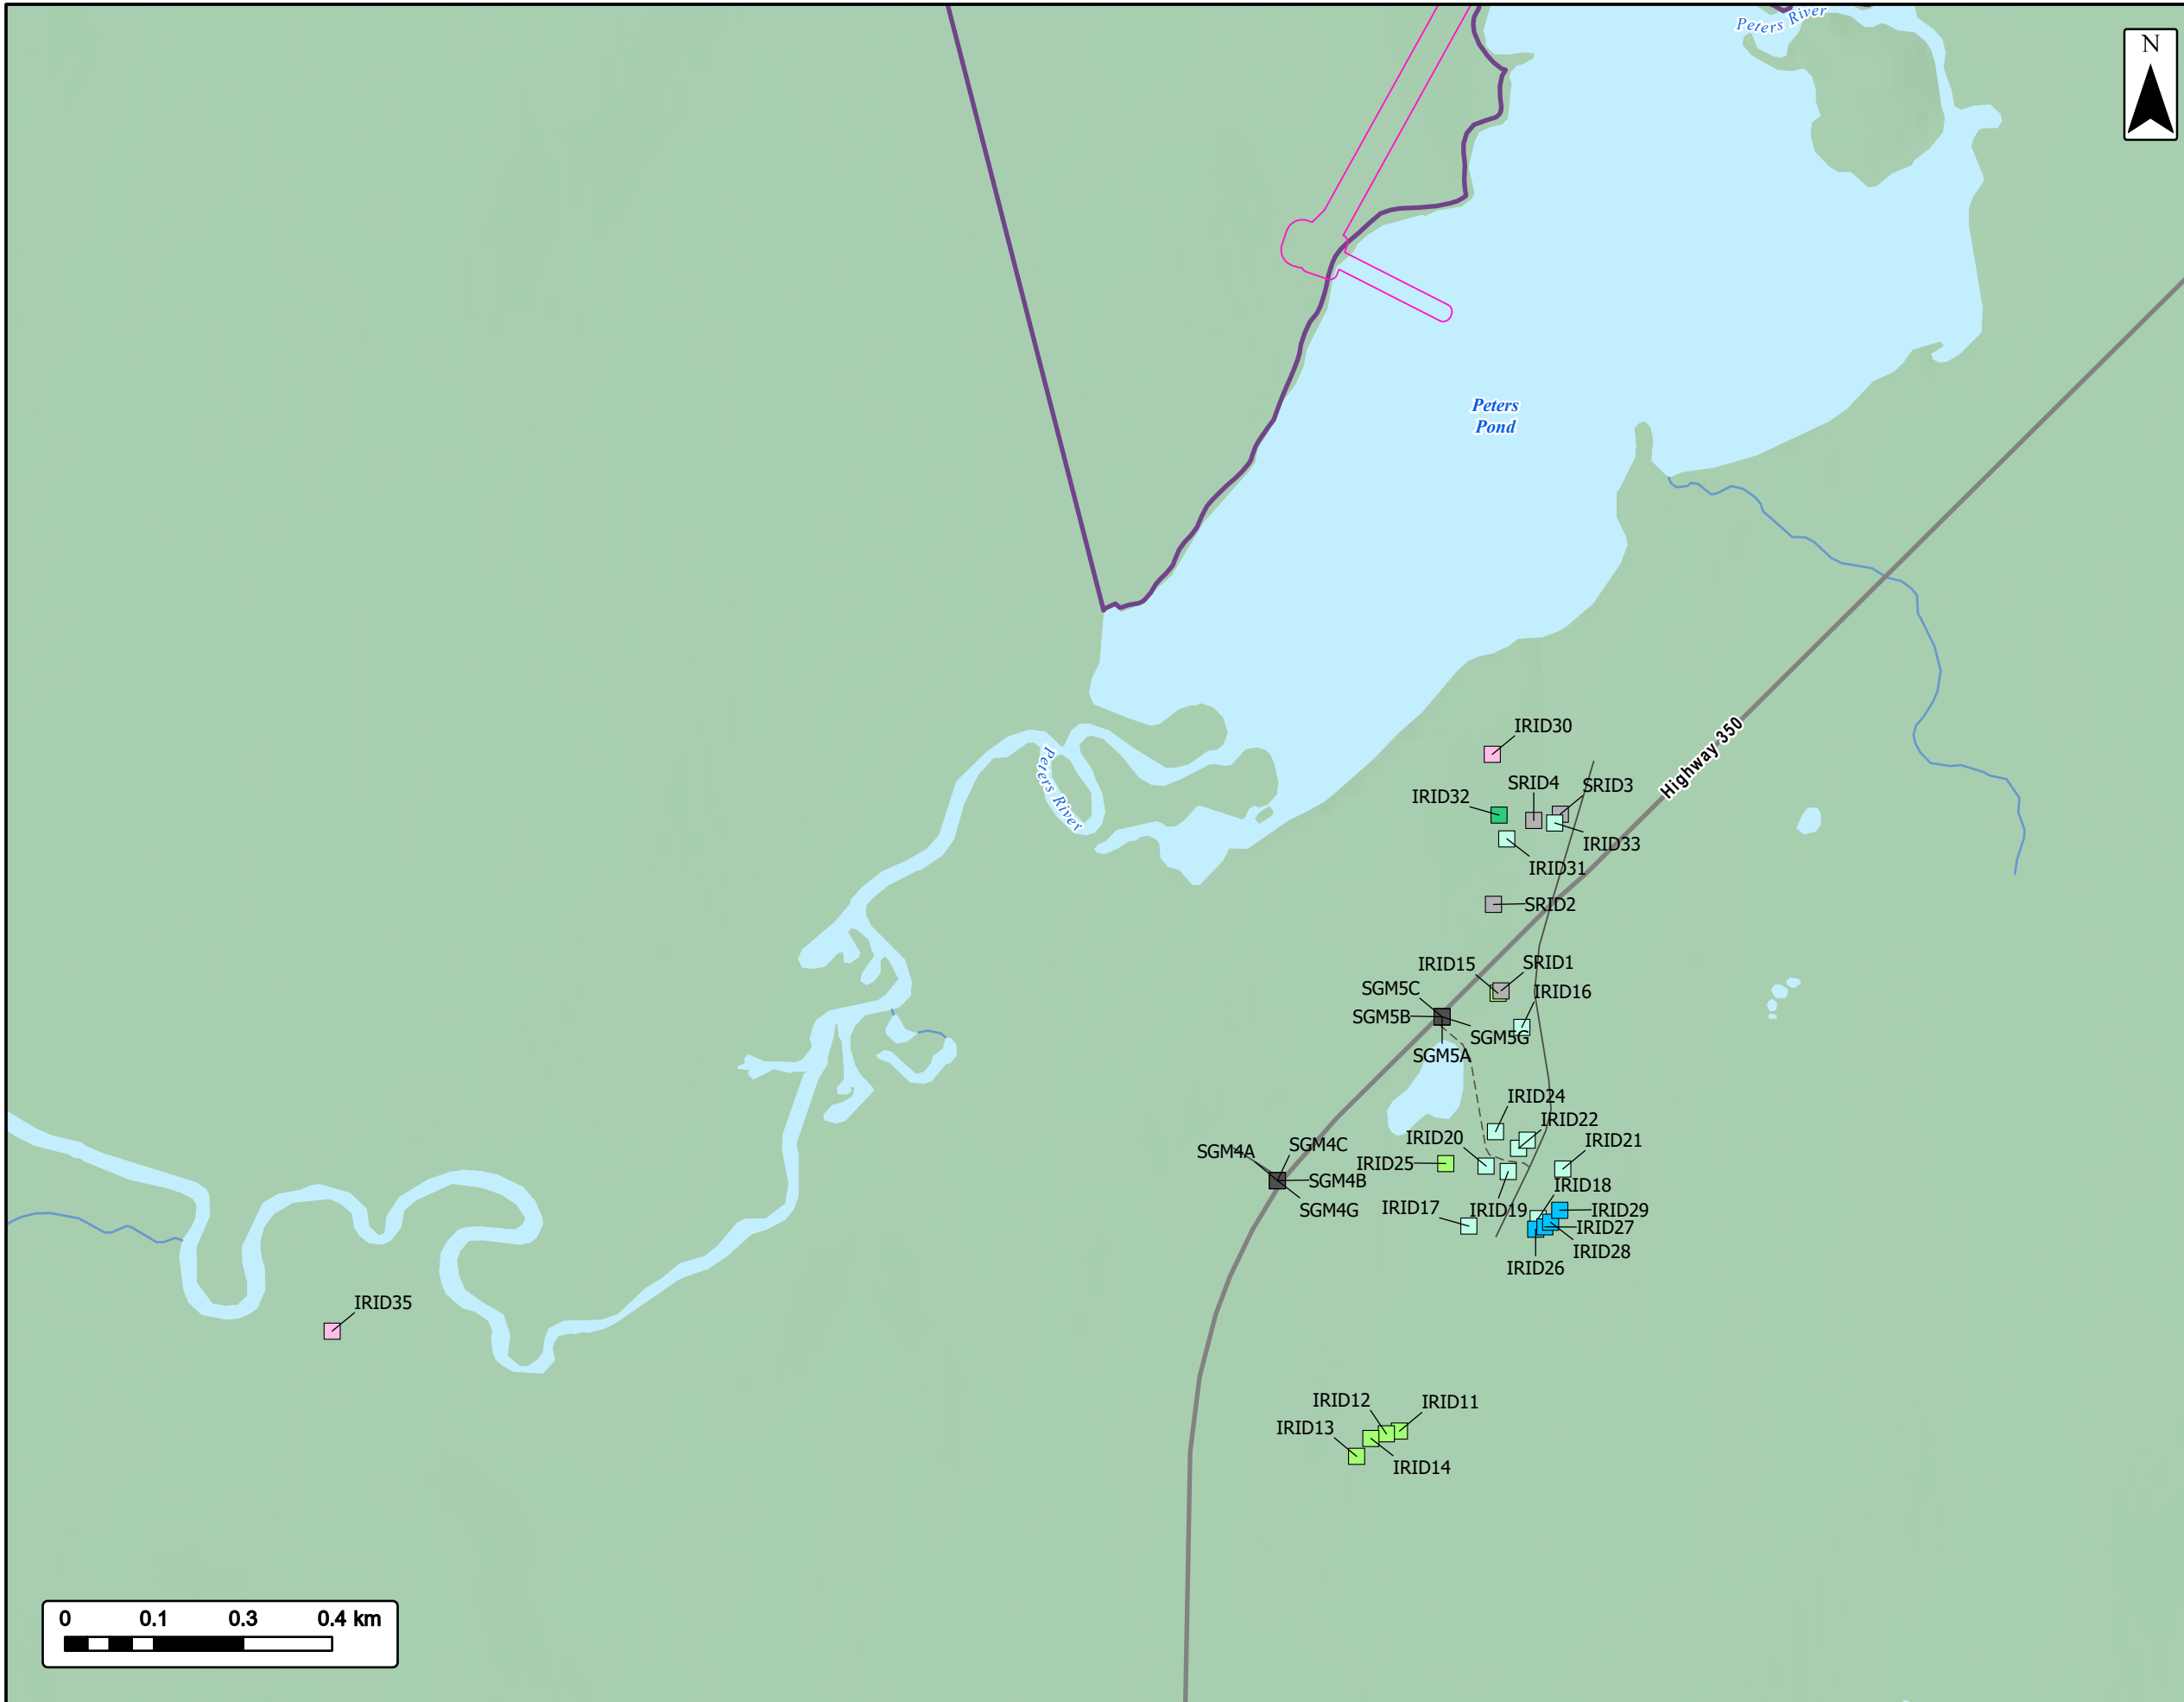 Peters River
N
Peters
Pond
Highway 350
IRID30
SRID4
SRID3
IRID32
IRID33
IRID31
Peters River
SRID2
IRID15
SRID1
SGM5C
IRID16
SGM5B
SGM5G
SGM5A
IRID24
IRID22
IRID20
IRID21
SGM4C
SGM4A
IRID25
SGM4B
IRID18
SGM4G
IRID17
IRID19
IRID29
IRID27
IRID28
IRID26
IRID35
IRID12
IRID11
IRID13
IRID14
0 0.1 0.3 0.4 km